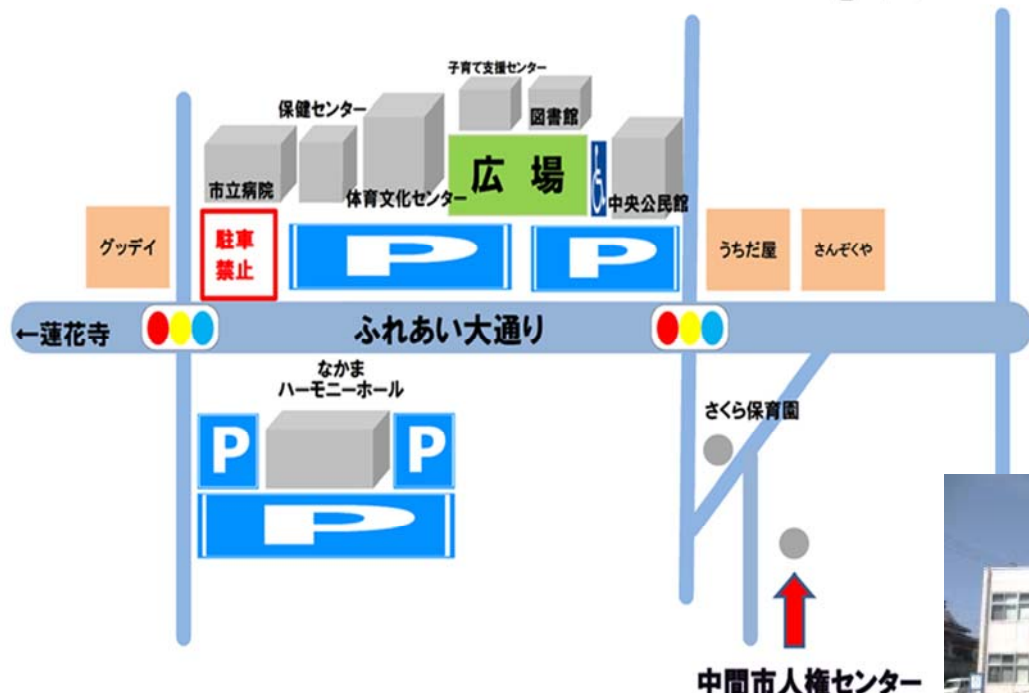 子育て支援センター
保健センター
図書館
広場
市立病院
体育文化センター
中央公民館
グッデイ
駐車
禁止
P
P
うちだ屋
さんぞくや
←蓮花寺
ふれあい大通り
なかま
ハーモニーホール
さくら保育園
P
P
P
中間市人権センター